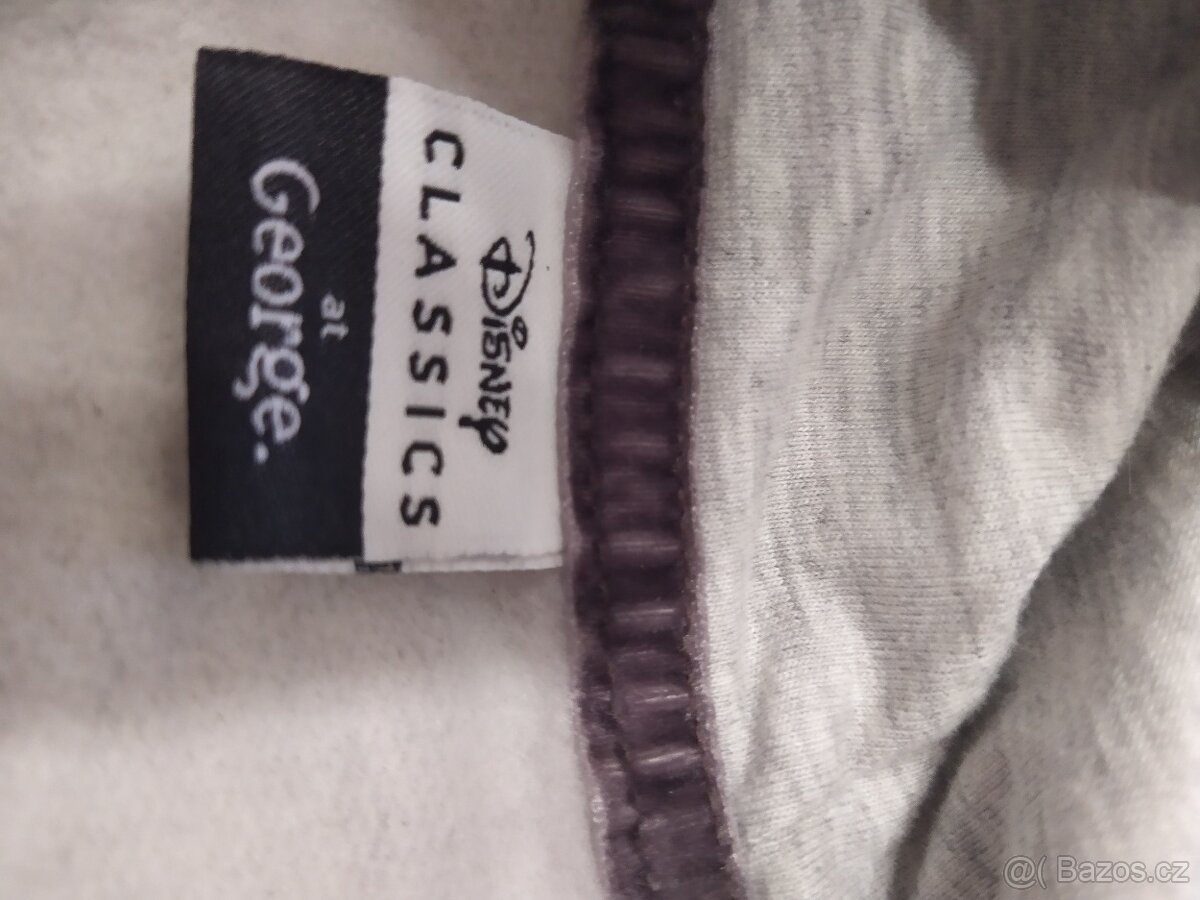 Disney
CLASSICS
at
George.
@( Bazos.cz